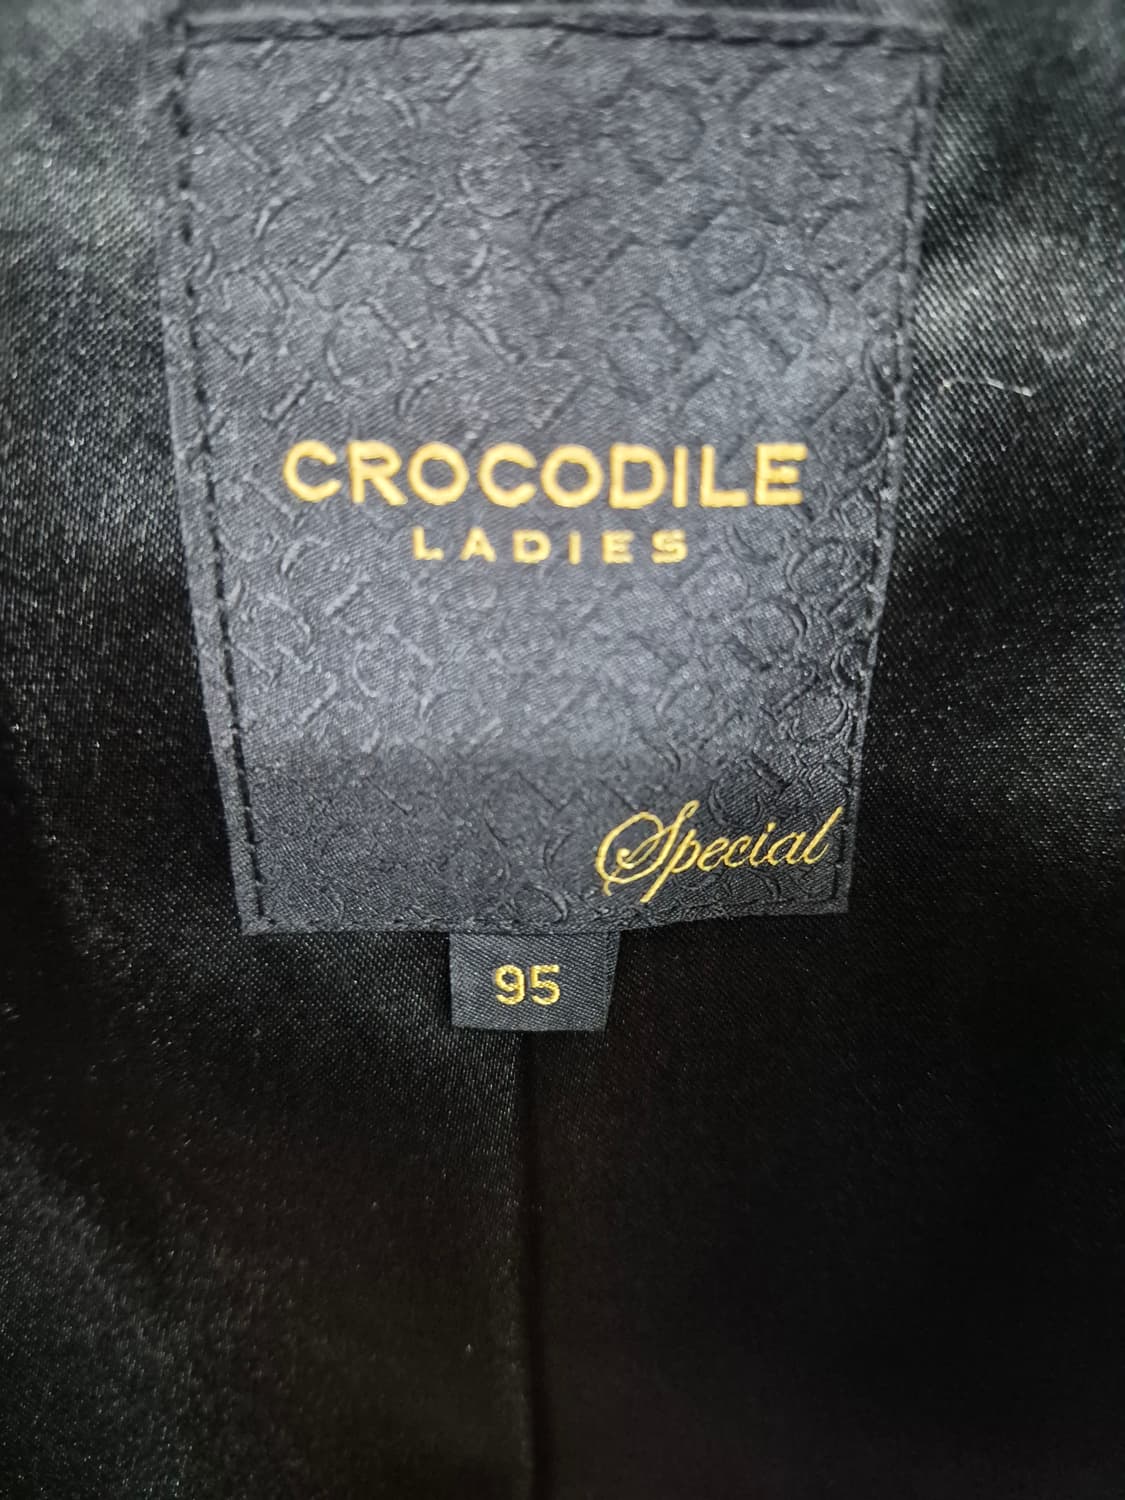 CROCODILE
LADIES
Special
95